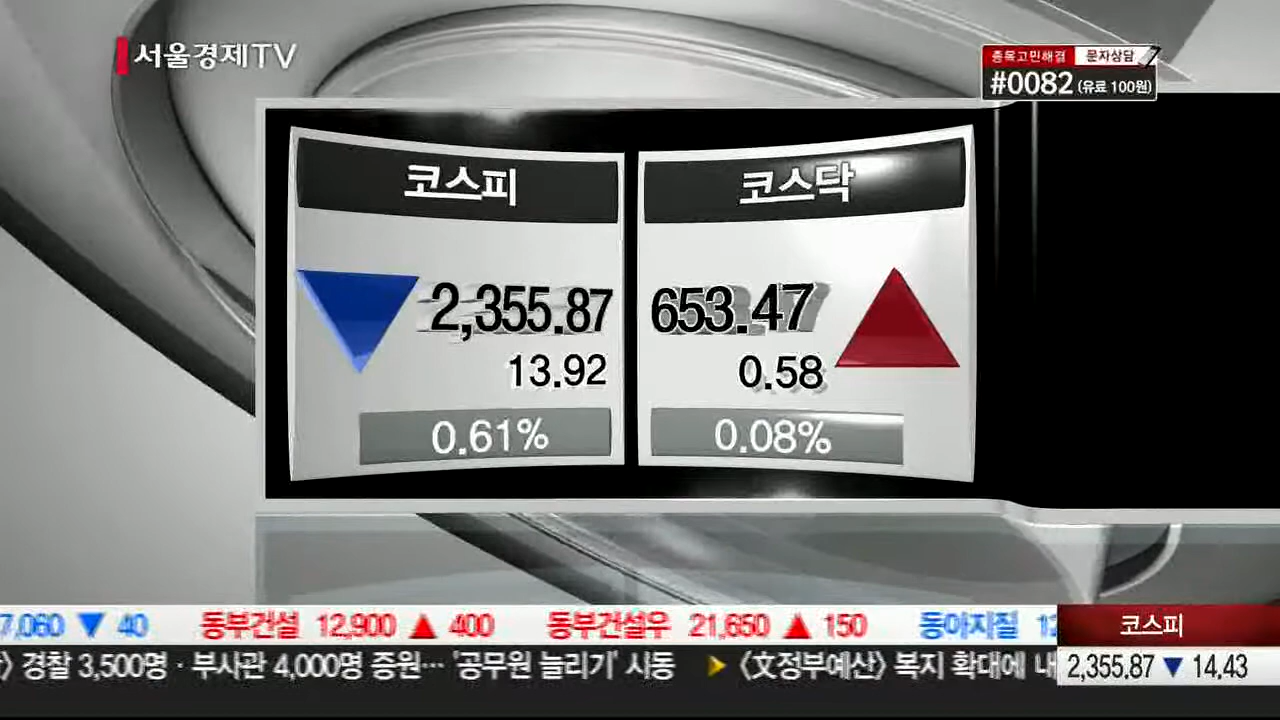 서울경제TV
종목고민해결 문자상담
#0082 (유료 100원)
코스피
▼ 2,355.87
13.92
0.61%
코스닥
653.47 ▲
0.58
0.08%
7,060 ▼ 40 동부건설 12,900 ▲ 400 동부건설우 21,650 ▲ 150 동아지질 12
코스피
〉 경찰 3,500명 · 부사관 4,000명 증원… '공무원 늘리기' 시동 ▶ 〈文정부예산〉 복지 확대에 내
2,355.87 ▼ 14,43